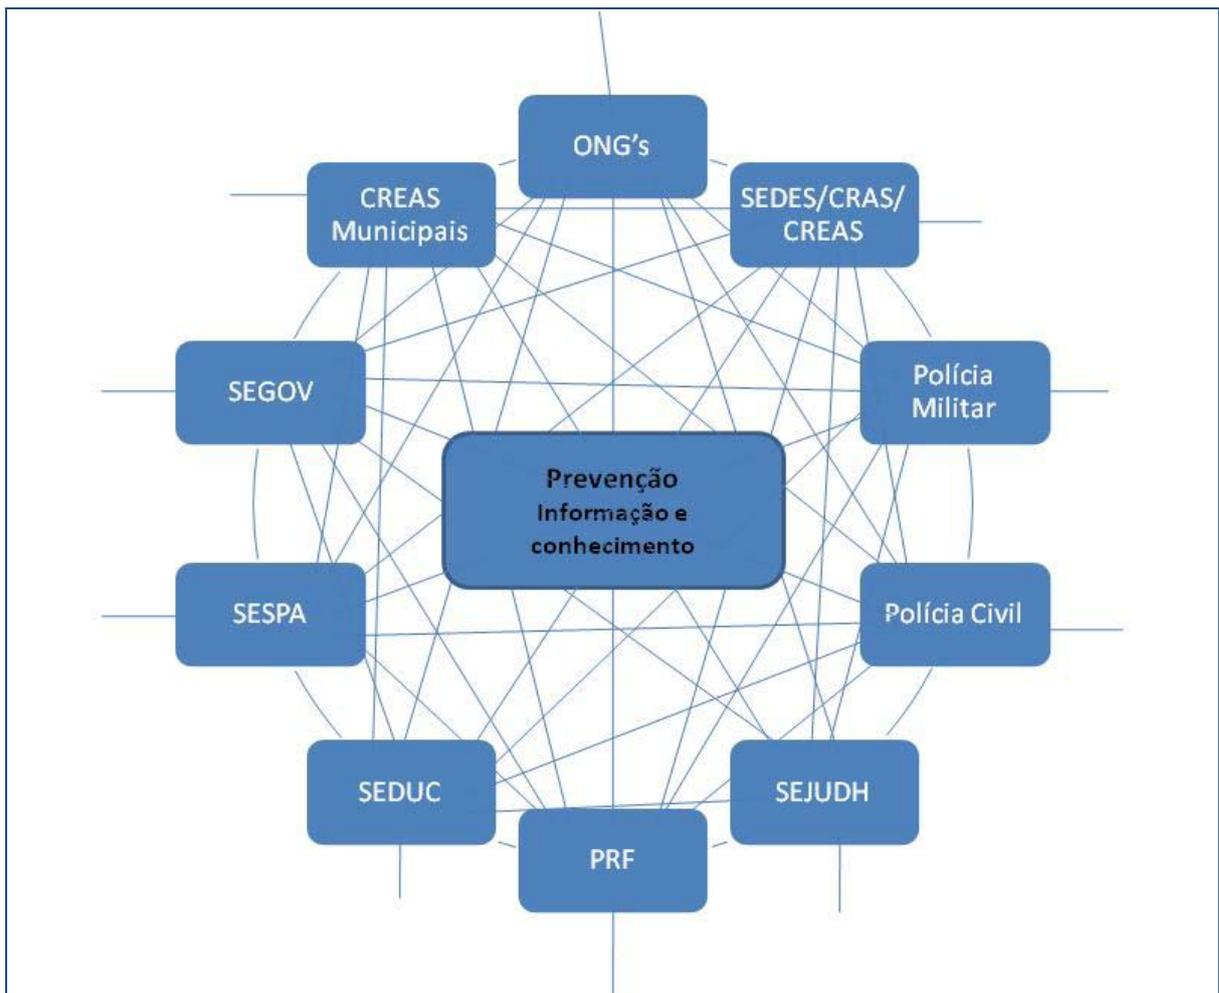 ONG's
CREAS
Municipais
SEDES/CRAS/
CREAS
SEGOV
Polícia
Militar
Prevenção
Informação e
conhecimento
SESPA
Polícia Civil
SEDUC
SEJUDH
PRF